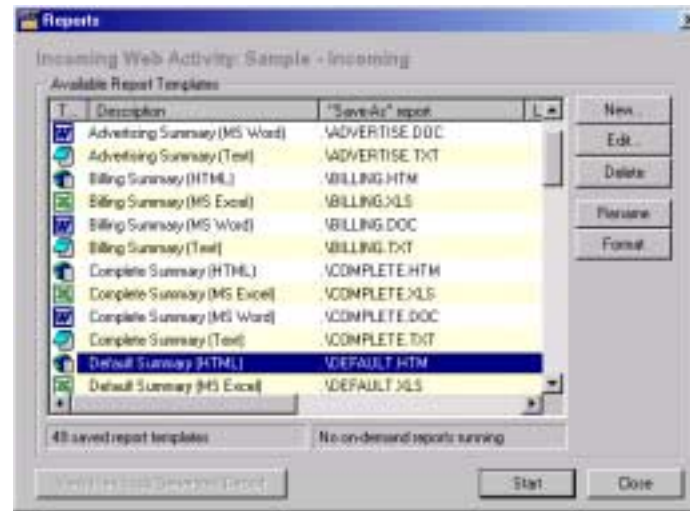 Reports
Incoming Web Activity: Sample - Incoming
Available Report Templates
T... Description "Save-As" report L
Advertising Summary (MS Word) .\ADVERTISE.DOC
Advertising Summary (Text) .\ADVERTISE.TXT
Billing Summary (HTML) .\BILLING.HTM
Billing Summary (MS Excel) .\BILLING.XLS
Billing Summary (MS Word) .\BILLING.DOC
Billing Summary (Text) .\BILLING.TXT
Complete Summary (HTML) .\COMPLETE.HTM
Complete Summary (MS Excel) .\COMPLETE.XLS
Complete Summary (MS Word) .\COMPLETE.DOC
Complete Summary (Text) .\COMPLETE.TXT
Default Summary (HTML) .\DEFAULT.HTM
Default Summary (MS Excel) .\DEFAULT.XLS
New...
Edit...
Delete
Rename
Format
saved report templates
No on-demand reports running
Start
Close